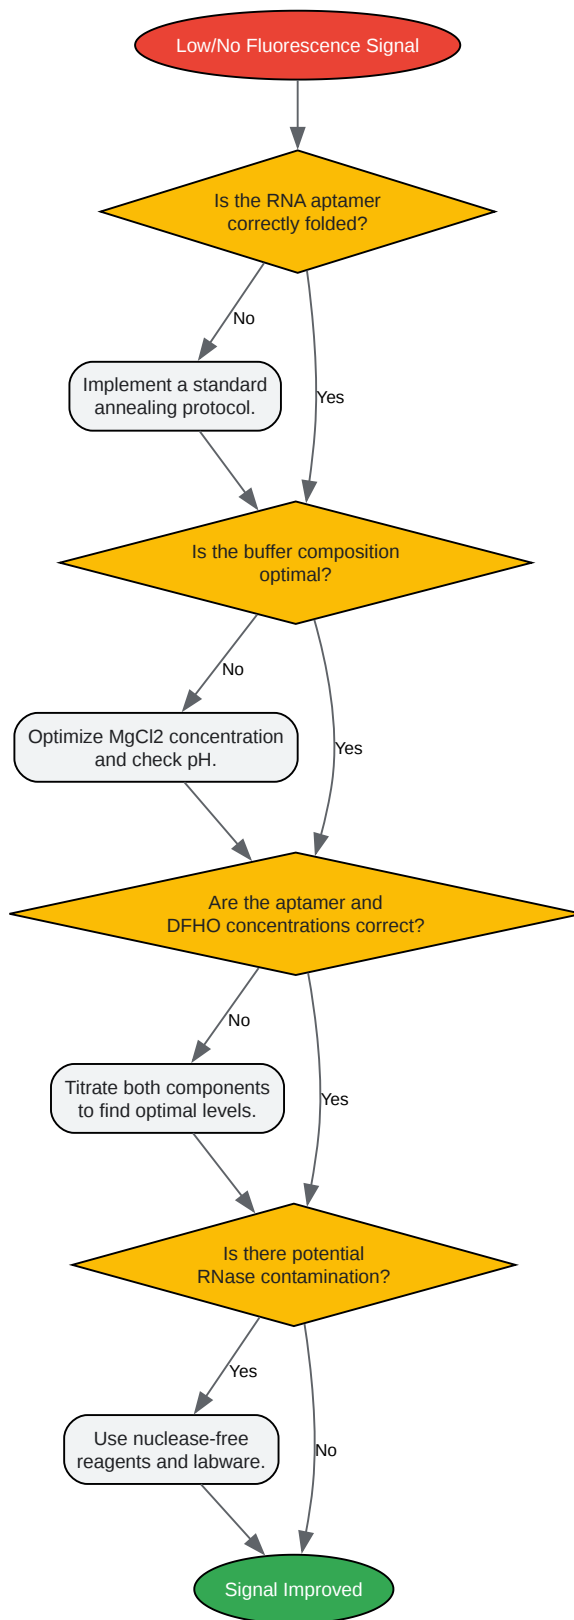 Low/No Fluorescence Signal
Is the RNA aptamer
correctly folded?
No
Implement a standard
annealing protocol.
Yes
Is the buffer composition
optimal?
No
Optimize MgCl2 concentration
and check pH.
Yes
Are the aptamer and
DFHO concentrations correct?
No
Titrate both components
to find optimal levels.
Yes
Is there potential
RNase contamination?
Yes
Use nuclease-free
reagents and labware.
No
Signal Improved